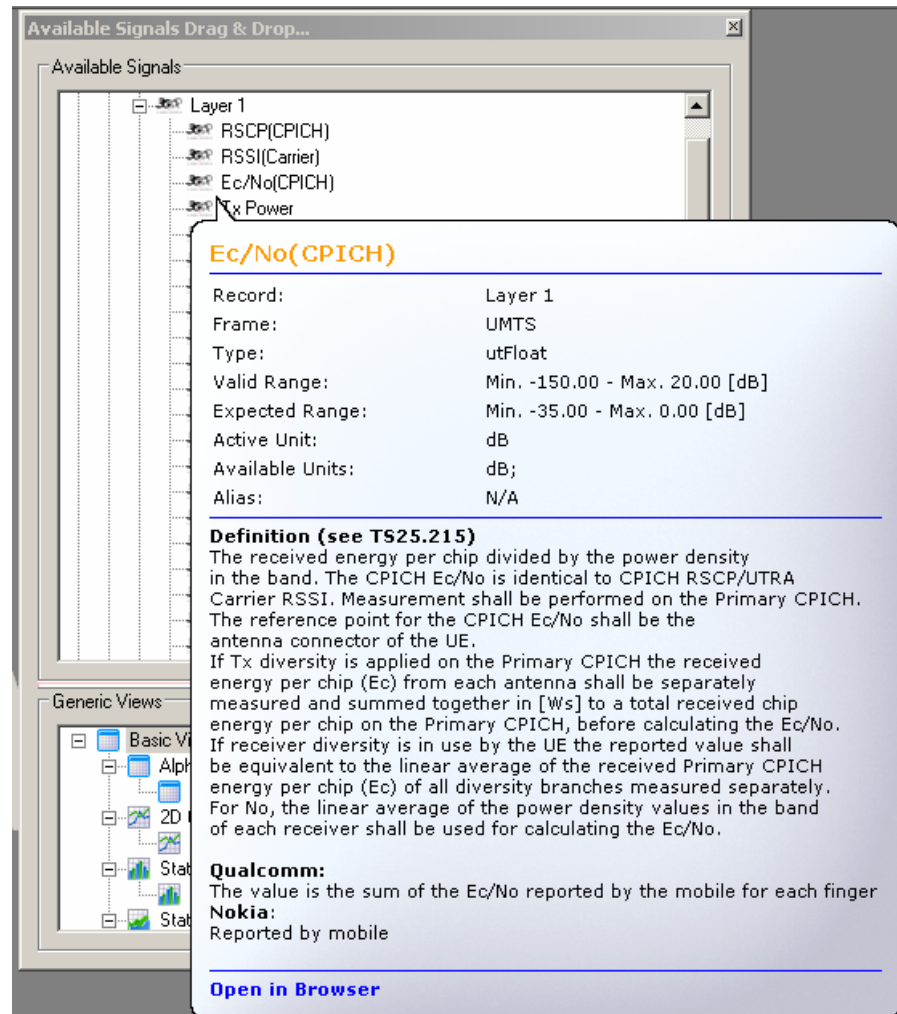 Available Signals Drag & Drop...
Available Signals
Layer 1
RSCP(CPICH)
RSSI(Carrier)
Ec/No(CPICH)
Tx Power
Ec/No(CPICH)
Record: Layer 1
Frame: UMTS
Type: utFloat
Valid Range: Min. -150.00 - Max. 20.00 [dB]
Expected Range: Min. -35.00 - Max. 0.00 [dB]
Active Unit: dB
Available Units: dB;
Alias: N/A
Definition (see TS25.215)
The received energy per chip divided by the power density
in the band. The CPICH Ec/No is identical to CPICH RSCP/UTRA
Carrier RSSI. Measurement shall be performed on the Primary CPICH.
The reference point for the CPICH Ec/No shall be the
antenna connector of the UE.
If Tx diversity is applied on the Primary CPICH the received
energy per chip (Ec) from each antenna shall be separately
measured and summed together in [Ws] to a total received chip
energy per chip on the Primary CPICH, before calculating the Ec/No.
If receiver diversity is in use by the UE the reported value shall
be equivalent to the linear average of the received Primary CPICH
energy per chip (Ec) of all diversity branches measured separately.
For No, the linear average of the power density values in the band
of each receiver shall be used for calculating the Ec/No.
Qualcomm:
The value is the sum of the Ec/No reported by the mobile for each finger
Nokia:
Reported by mobile
Open in Browser
Generic Views
Basic Vi
Alph
2D
Stat
Stat